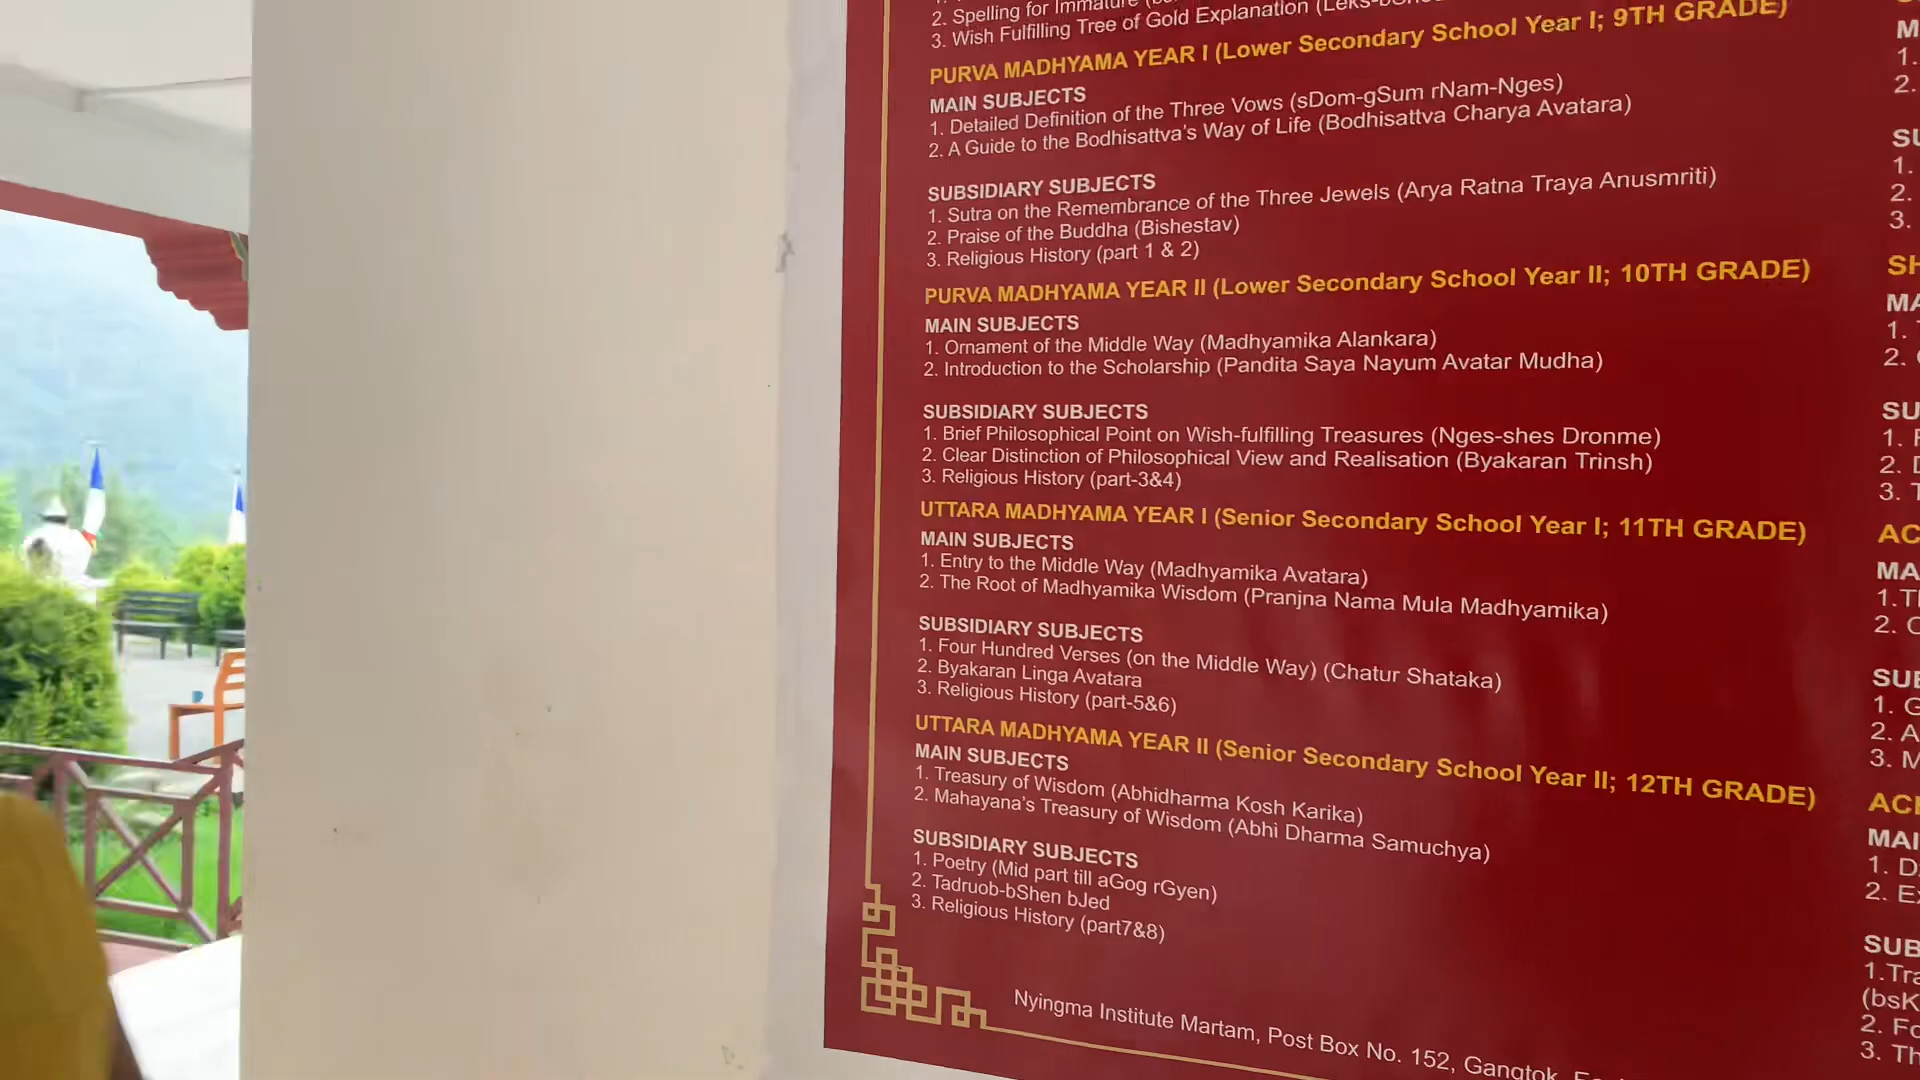 2. Spelling for Immature
3. Wish Fulfilling Tree of Gold Explanation
PURVA MADHYAMA YEAR I (Lower Secondary School Year I; 9TH GRADE)
MAIN SUBJECTS
1. Detailed Definition of the Three Vows (sDom-gSum rNam-Nges)
2. A Guide to the Bodhisattva's Way of Life (Bodhisattva Charya Avatara)
SUBSIDIARY SUBJECTS
1. Sutra on the Remembrance of the Three Jewels (Arya Ratna Traya Anusmriti)
2. Praise of the Buddha (Bishestav)
3. Religious History (part 1 & 2)
PURVA MADHYAMA YEAR II (Lower Secondary School Year II; 10TH GRADE)
MAIN SUBJECTS
1. Ornament of the Middle Way (Madhyamika Alankara)
2. Introduction to the Scholarship (Pandita Saya Nayum Avatar Mudha)
SUBSIDIARY SUBJECTS
1. Brief Philosophical Point on Wish-fulfilling Treasures (Nges-shes Dronme)
2. Clear Distinction of Philosophical View and Realisation (Byakaran Trinsh)
3. Religious History (part-3&4)
UTTARA MADHYAMA YEAR I (Senior Secondary School Year I; 11TH GRADE)
MAIN SUBJECTS
1. Entry to the Middle Way (Madhyamika Avatara)
2. The Root of Madhyamika Wisdom (Pranjna Nama Mula Madhyamika)
SUBSIDIARY SUBJECTS
1. Four Hundred Verses (on the Middle Way) (Chatur Shataka)
2. Byakaran Linga Avatara
3. Religious History (part-5&6)
UTTARA MADHYAMA YEAR II (Senior Secondary School Year II; 12TH GRADE)
MAIN SUBJECTS
1. Treasury of Wisdom (Abhidharma Kosh Karika)
2. Mahayana's Treasury of Wisdom (Abhi Dharma Samuchya)
SUBSIDIARY SUBJECTS
1. Poetry (Mid part till aGog rGyen)
2. Tadruob-bShen bJed
3. Religious History (part7&8)
Nyingma Institute Martam, Post Box No. 152, Gangtok,